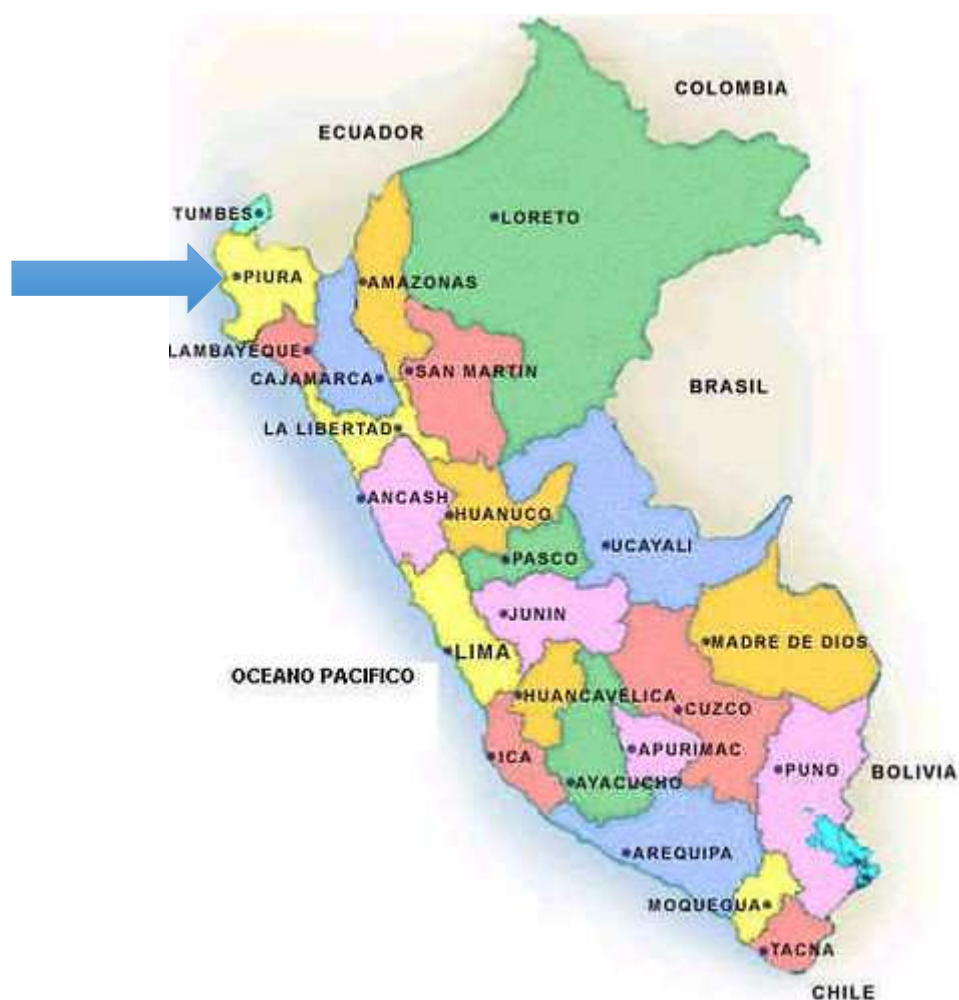 COLOMBIA
ECUADOR
TUMBES
LORETO
PIURA
AMAZONAS
LAMBAYEQUE
SAN MARTIN
CAJAMARCA
BRASIL
LA LIBERTAD
ANCASH
HUANUCO
UCAYALI
PASCO
JUNIN
MADRE DE DIOS
LIMA
OCEANO PACIFICO
HUANCAVELICA
CUZCO
ICA
APURIMAC
PUNO
BOLIVIA
AYACUCHO
AREQUIPA
MOQUEGUA
TACNA
CHILE